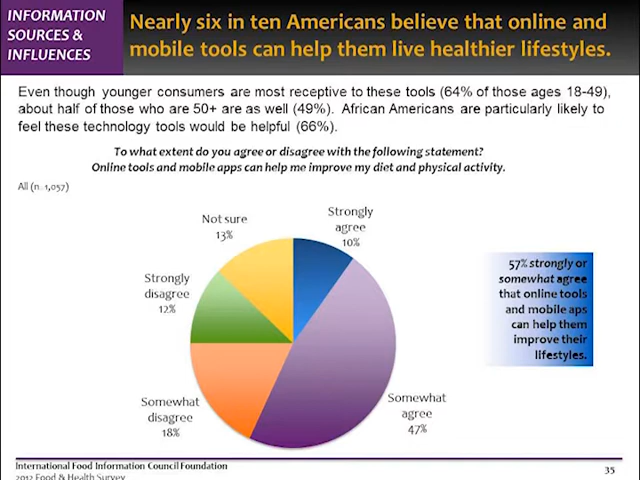 INFORMATION
SOURCES &
INFLUENCES
Nearly six in ten Americans believe that online and
mobile tools can help them live healthier lifestyles.
Even though younger consumers are most receptive to these tools (64% of those ages 18-49),
about half of those who are 50+ are as well (49%). African Americans are particularly likely to
feel these technology tools would be helpful (66%).
To what extent do you agree or disagree with the following statement?
Online tools and mobile apps can help me improve my diet and physical activity.
All (n 1,057)
Strongly
agree
10%
Not sure
13%
Strongly
disagree
12%
Somewhat
disagree
18%
Somewhat
agree
47%
57% strongly or
somewhat agree
that online tools
and mobile aps
can help them
improve their
lifestyles.
International Food Information Council Foundation
2012 Food & Health Survey
35